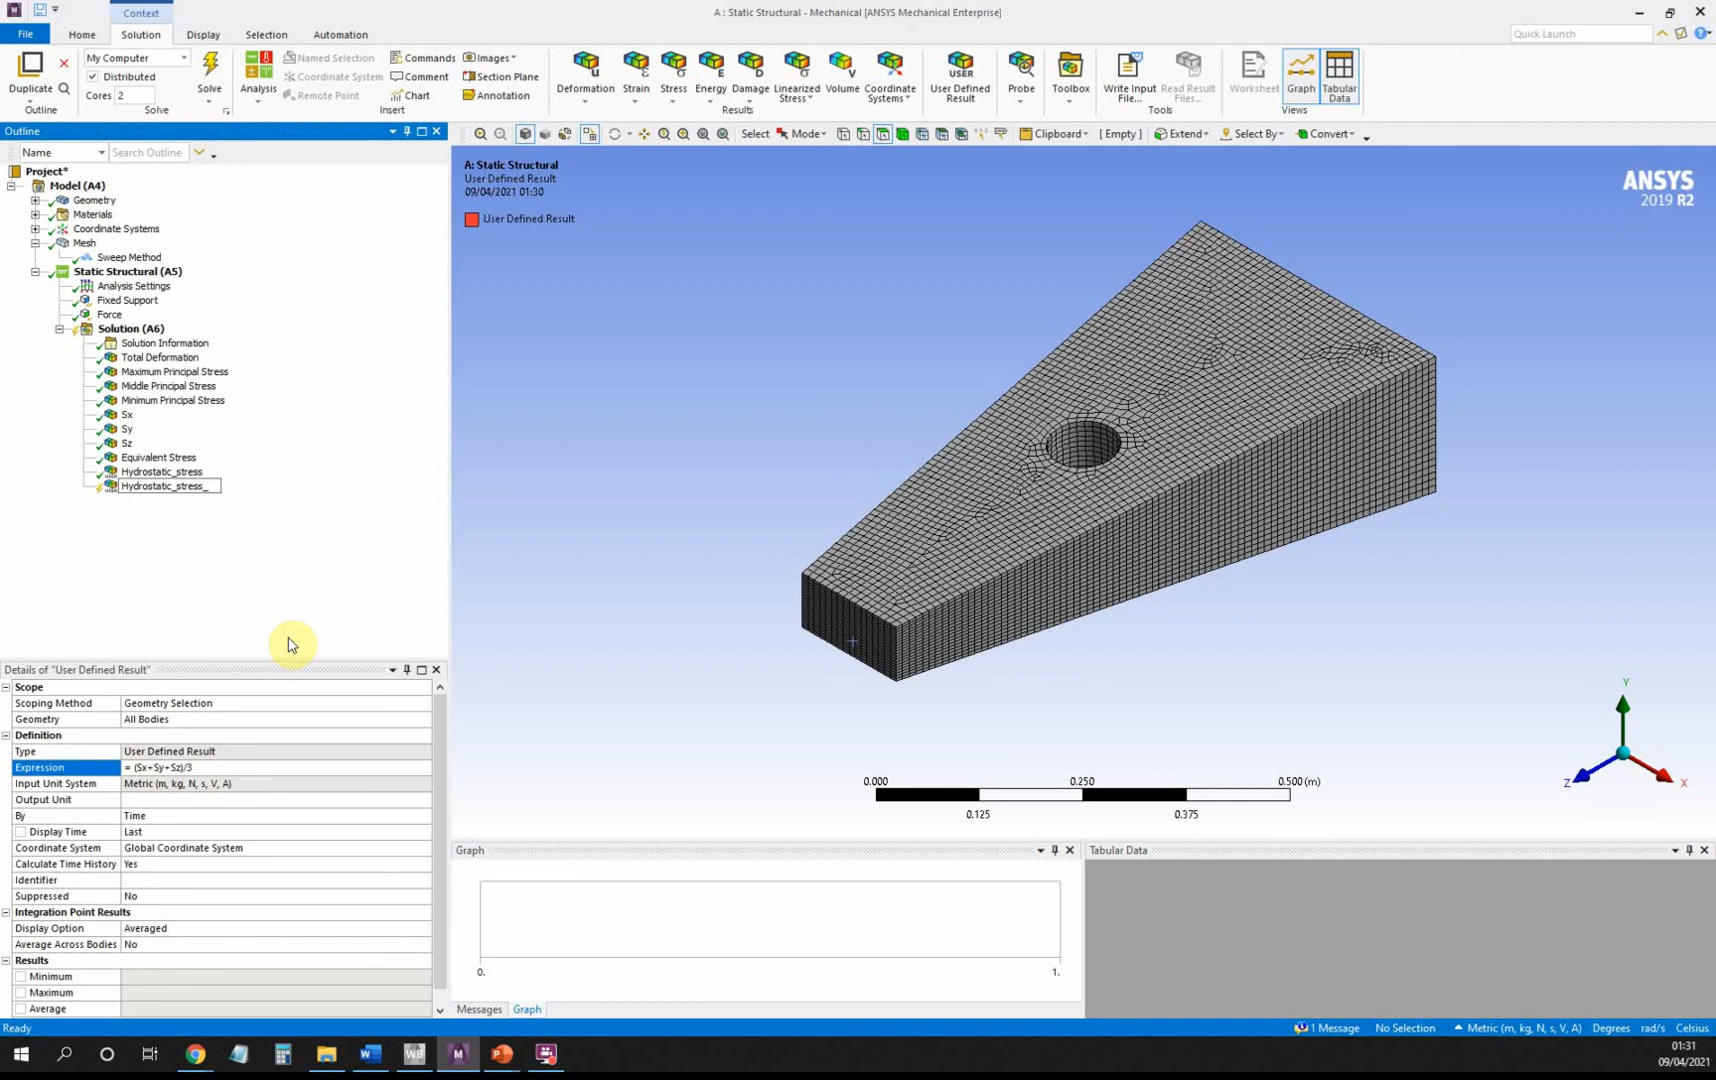 Context
A : Static Structural - Mechanical [ANSYS Mechanical Enterprise]
File Home Solution Display Selection Automation
Quick Launch
Duplicate
Outline
My Computer
Distributed
Cores 2
Solve
Solve
Analysis
Named Selection
Coordinate System
Remote Point
Commands
Comment
Chart
Insert
Images
Section Plane
Annotation
Deformation
Strain
Stress
Energy
Damage
Linearized Stress
Volume
Coordinate Systems
Results
User Defined Result
Probe
Toolbox
Write Input File...
Read Result Files...
Tools
Worksheet
Graph
Tabular Data
Views
Outline
Name
Search Outline
Select Mode Clipboard [ Empty ] Extend Select By Convert
Project*
Model (A4)
Geometry
Materials
Coordinate Systems
Mesh
Sweep Method
Static Structural (A5)
Analysis Settings
Fixed Support
Force
Solution (A6)
Solution Information
Total Deformation
Maximum Principal Stress
Middle Principal Stress
Minimum Principal Stress
Sx
Sy
Sz
Equivalent Stress
Hydrostatic_stress
Hydrostatic_stress_
A: Static Structural
User Defined Result
09/04/2021 01:30
User Defined Result
ANSYS
2019 R2
0.000 0.250 0.500 (m)
0.125 0.375
Y
Z
X
Details of "User Defined Result"
Scope
Scoping Method Geometry Selection
Geometry All Bodies
Definition
Type User Defined Result
Expression = (Sx+Sy+Sz)/3
Input Unit System Metric (m, kg, N, s, V, A)
Output Unit
By Time
Display Time Last
Coordinate System Global Coordinate System
Calculate Time History Yes
Identifier
Suppressed No
Integration Point Results
Display Option Averaged
Average Across Bodies No
Results
Minimum
Maximum
Average
Graph
0. 1.
Messages Graph
Tabular Data
Ready
1 Message No Selection Metric (m, kg, N, s, V, A) Degrees rad/s Celsius
01:31
09/04/2021